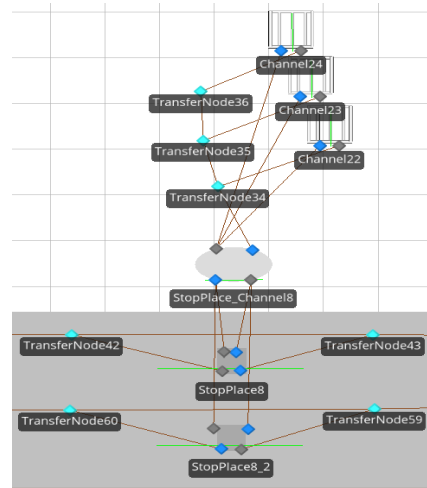 Channel24
TransferNode36
Channel23
TransferNode35
Channel22
TransferNode34
StopPlace_Channel8
TransferNode42
TransferNode43
StopPlace8
TransferNode60
TransferNode59
StopPlace8_2